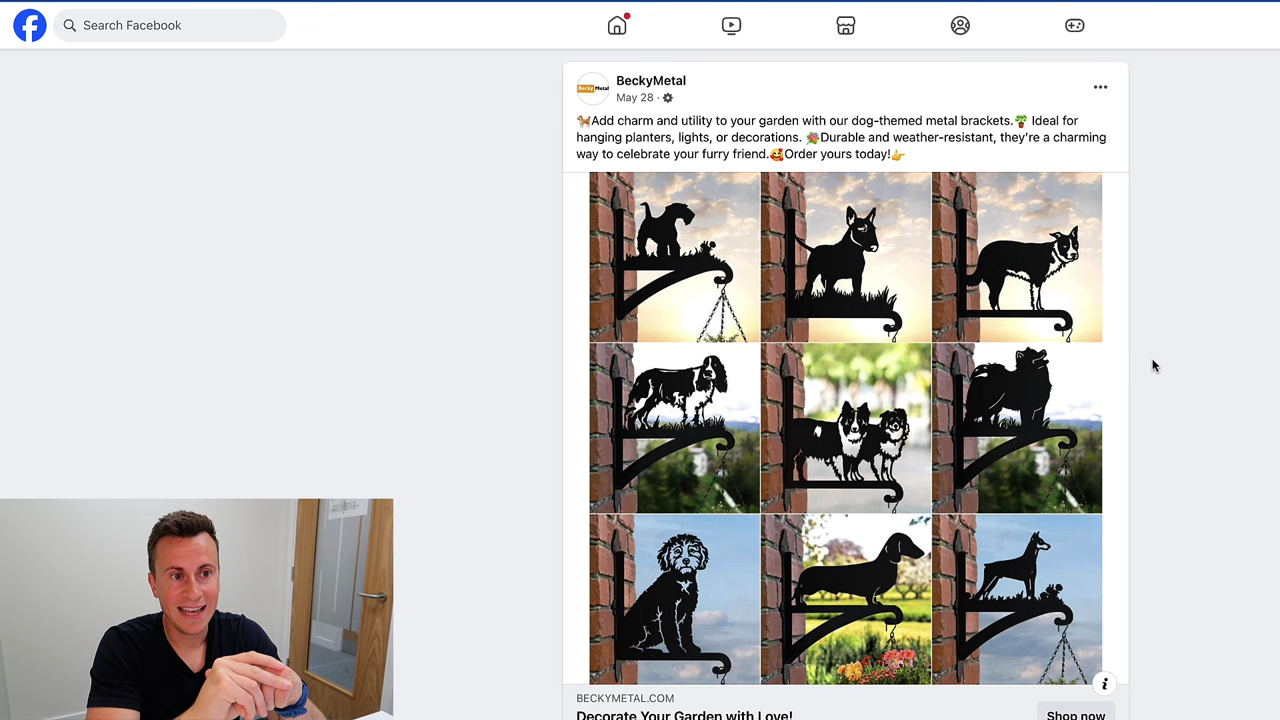 Search Facebook
BeckyMetal
BeckyMetal
May 28 ·
🐕Add charm and utility to your garden with our dog-themed metal brackets.🪴 Ideal for
hanging planters, lights, or decorations. 💐Durable and weather-resistant, they're a charming
way to celebrate your furry friend.🥰Order yours today!👉
BECKYMETAL.COM
Decorate Your Garden with Love!
Shop now